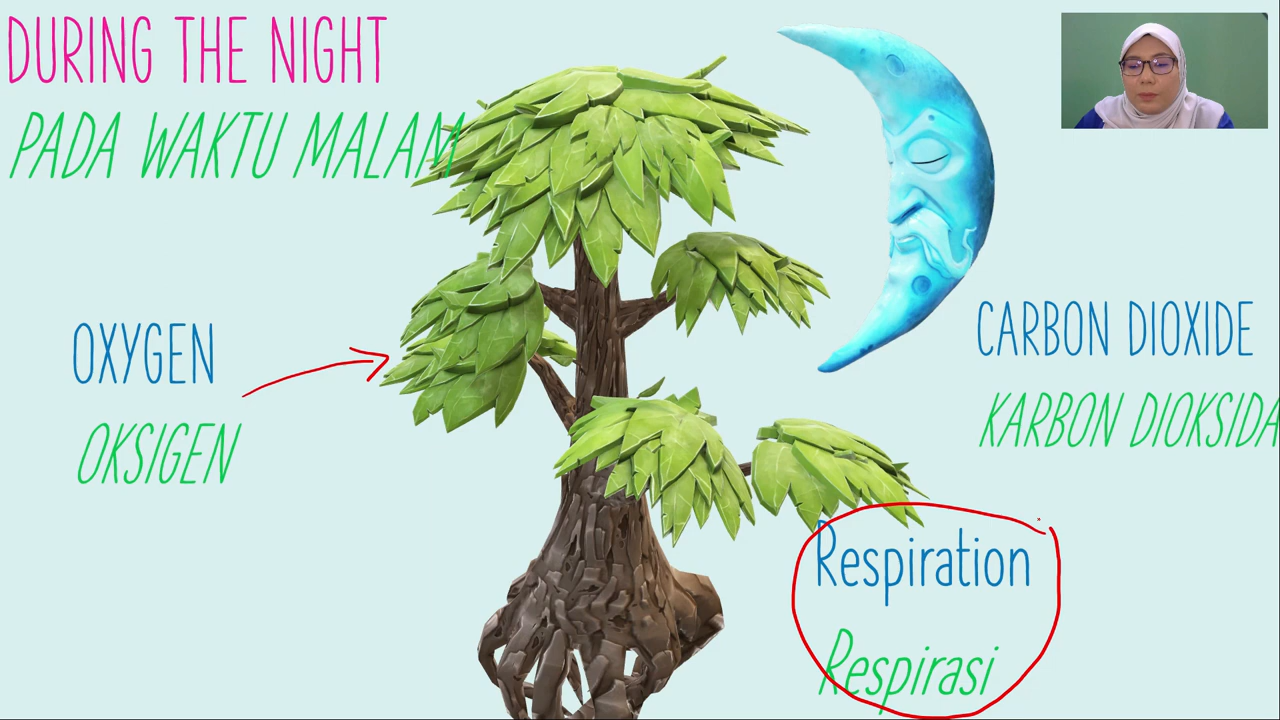 DURING THE NIGHT
PADA WAKTU MALAM
OXYGEN
OKSIGEN
CARBON DIOXIDE
KARBON DIOKSIDA
Respiration
Respirasi